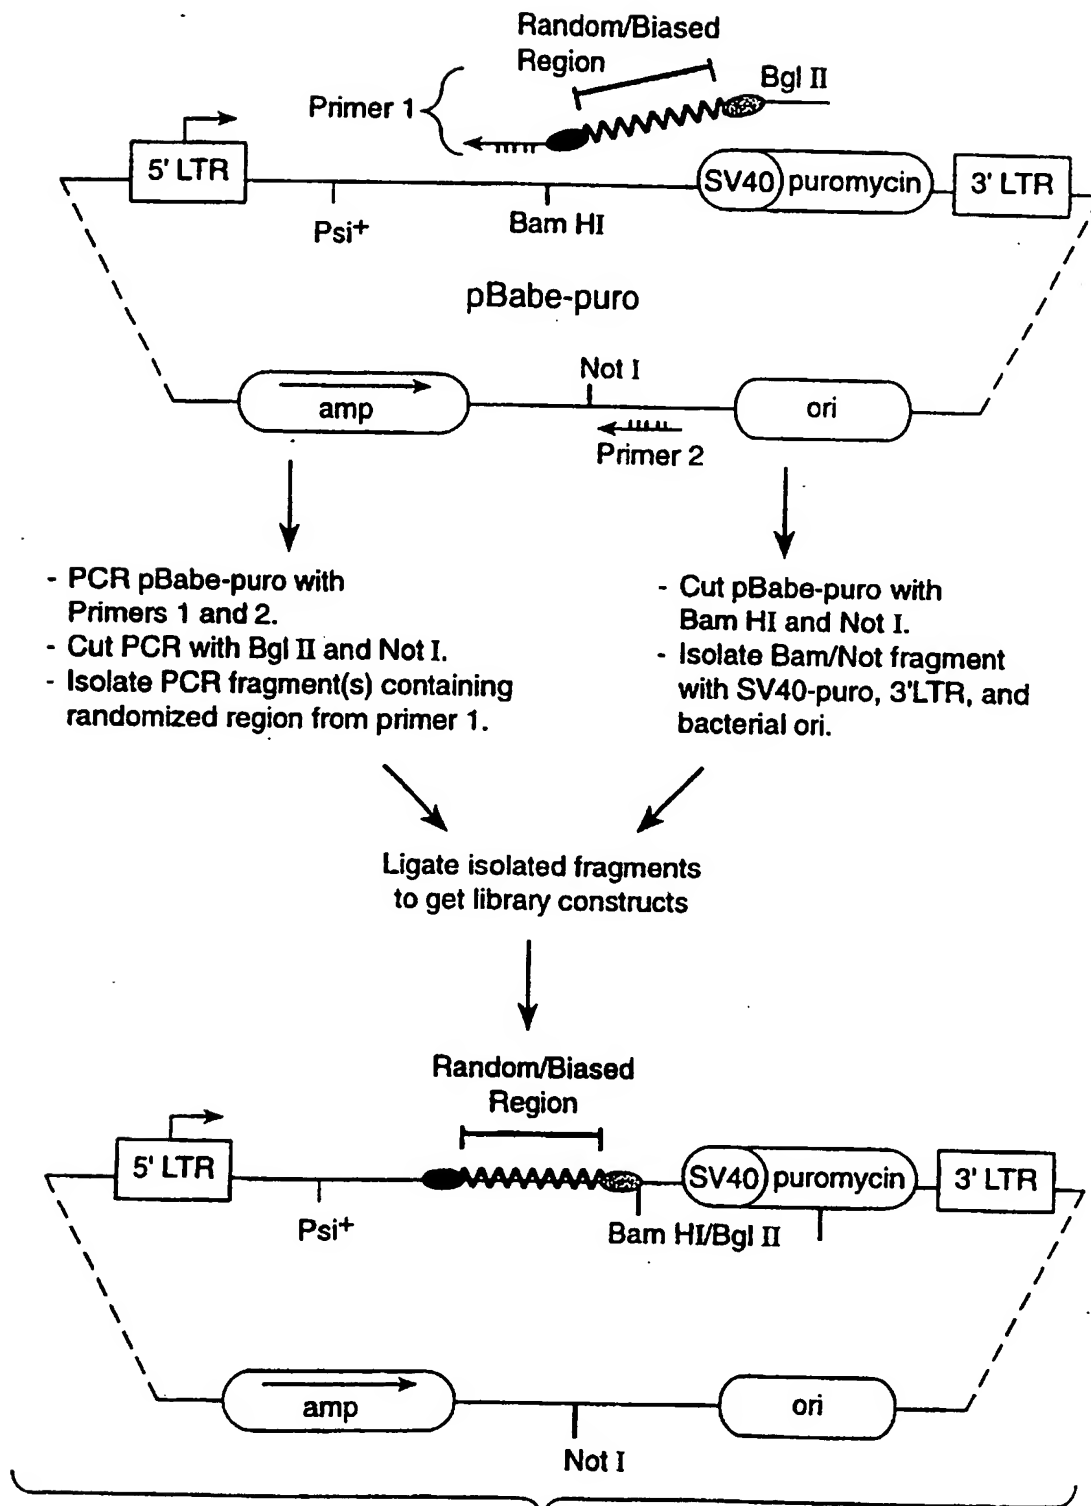 Random/Biased
Region
Bgl II
Primer 1
5' LTR
SV40
puromycin
3' LTR
Psi+
Bam HI
pBabe-puro
Not I
amp
ori
Primer 2
- PCR pBabe-puro with
Primers 1 and 2.
- Cut PCR with Bgl II and Not I.
- Isolate PCR fragment(s) containing
randomized region from primer 1.
- Cut pBabe-puro with
Bam HI and Not I.
- Isolate Bam/Not fragment
with SV40-puro, 3'LTR, and
bacterial ori.
Ligate isolated fragments
to get library constructs
Random/Biased
Region
5' LTR
SV40
puromycin
3' LTR
Psi+
Bam HI/Bgl II
amp
ori
Not I